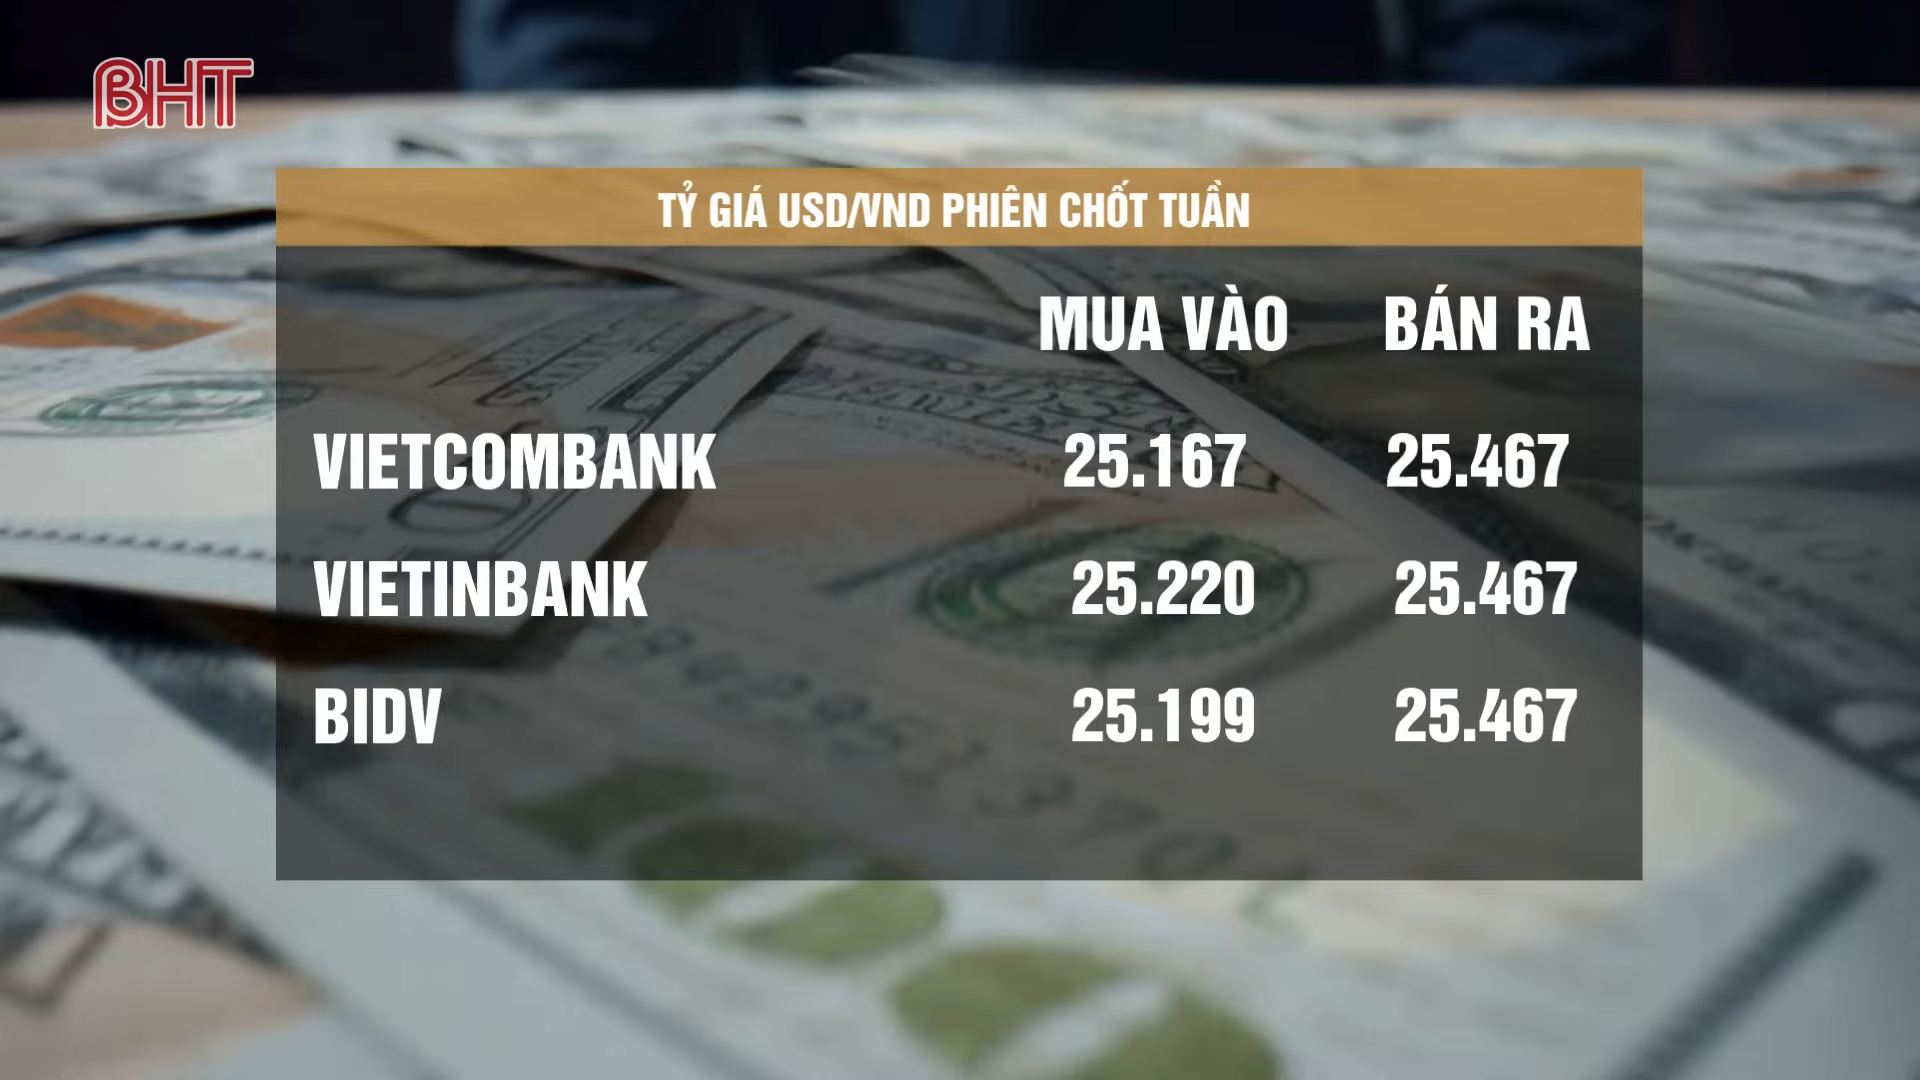 BHT
TỶ GIÁ USD/VND PHIÊN CHỐT TUẦN
MUA VÀO BÁN RA
VIETCOMBANK 25.167 25.467
VIETINBANK 25.220 25.467
BIDV 25.199 25.467